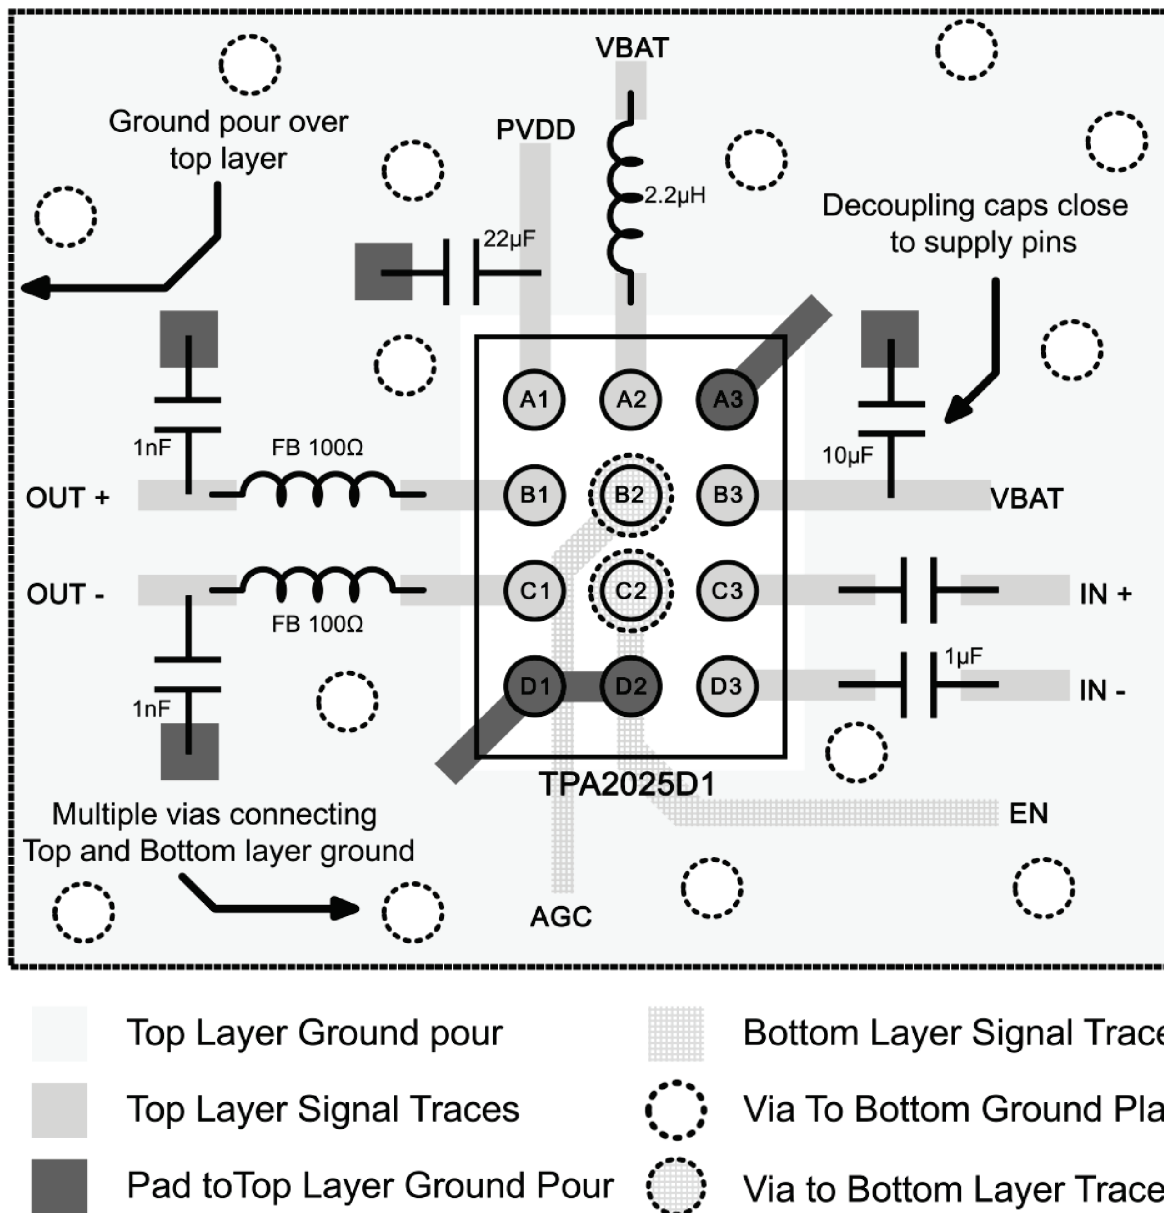 VBAT
Ground pour over
top layer
PVDD
2.2µH
Decoupling caps close
to supply pins
22µF
A1
A2
A3
1nF
FB 100Ω
10µF
OUT +
B1
B2
B3
VBAT
OUT -
C1
C2
C3
IN +
FB 100Ω
1µF
1nF
D1
D2
D3
IN -
TPA2025D1
Multiple vias connecting
Top and Bottom layer ground
EN
AGC
Top Layer Ground pour
Bottom Layer Signal Trace
Top Layer Signal Traces
Via To Bottom Ground Pla
Pad toTop Layer Ground Pour
Via to Bottom Layer Trace